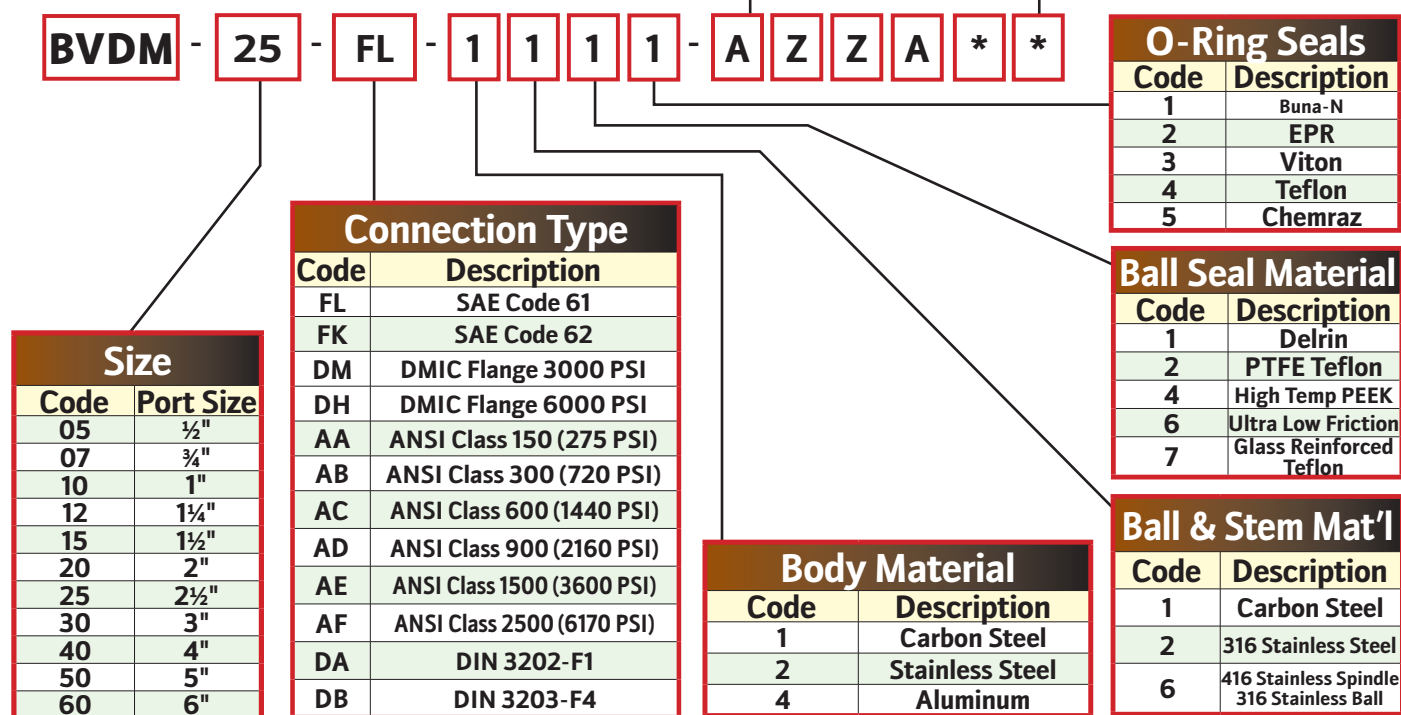 BVDM - 25 - FL - 1 1 1 1 - A Z Z A * *
O-Ring Seals
Code Description
1 Buna-N
2 EPR
3 Viton
4 Teflon
5 Chemraz
Connection Type
Code Description
FL SAE Code 61
FK SAE Code 62
DM DMIC Flange 3000 PSI
DH DMIC Flange 6000 PSI
AA ANSI Class 150 (275 PSI)
AB ANSI Class 300 (720 PSI)
AC ANSI Class 600 (1440 PSI)
AD ANSI Class 900 (2160 PSI)
AE ANSI Class 1500 (3600 PSI)
AF ANSI Class 2500 (6170 PSI)
DA DIN 3202-F1
DB DIN 3203-F4
Ball Seal Material
Code Description
1 Delrin
2 PTFE Teflon
4 High Temp PEEK
6 Ultra Low Friction
7 Glass Reinforced
Teflon
Size
Code Port Size
05 ½"
07 ¾"
10 1"
12 1¼"
15 1½"
20 2"
25 2½"
30 3"
40 4"
50 5"
60 6"
Body Material
Code Description
1 Carbon Steel
2 Stainless Steel
4 Aluminum
Ball & Stem Mat'l
Code Description
1 Carbon Steel
2 316 Stainless Steel
6 416 Stainless Spindle
316 Stainless Ball